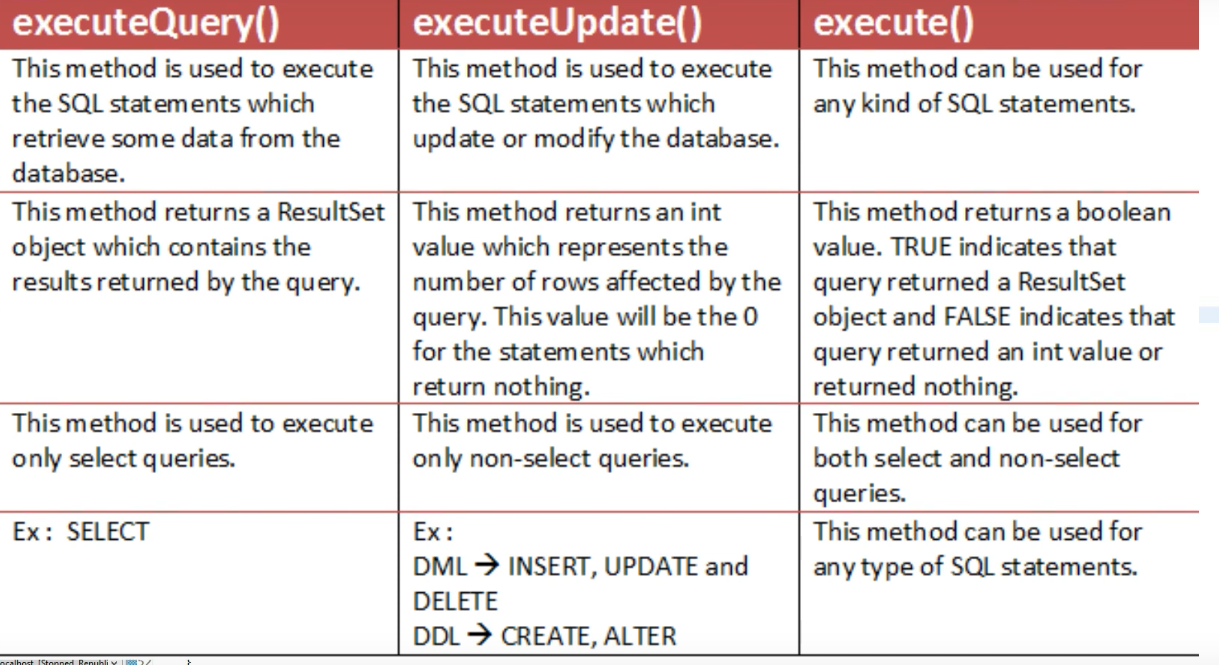 executeQuery()
executeUpdate()
execute()
This method is used to execute
the SQL statements which
retrieve some data from the
database.
This method is used to execute
the SQL statements which
update or modify the database.
This method can be used for
any kind of SQL statements.
This method returns a ResultSet
object which contains the
results returned by the query.
This method returns an int
value which represents the
number of rows affected by the
query. This value will be the 0
for the statements which
return nothing.
This method returns a boolean
value. TRUE indicates that
query returned a ResultSet
object and FALSE indicates that
query returned an int value or
returned nothing.
This method is used to execute
only select queries.
This method is used to execute
only non-select queries.
This method can be used for
both select and non-select
queries.
Ex : SELECT
Ex :
DML → INSERT, UPDATE and
DELETE
DDL → CREATE, ALTER
This method can be used for
any type of SQL statements.